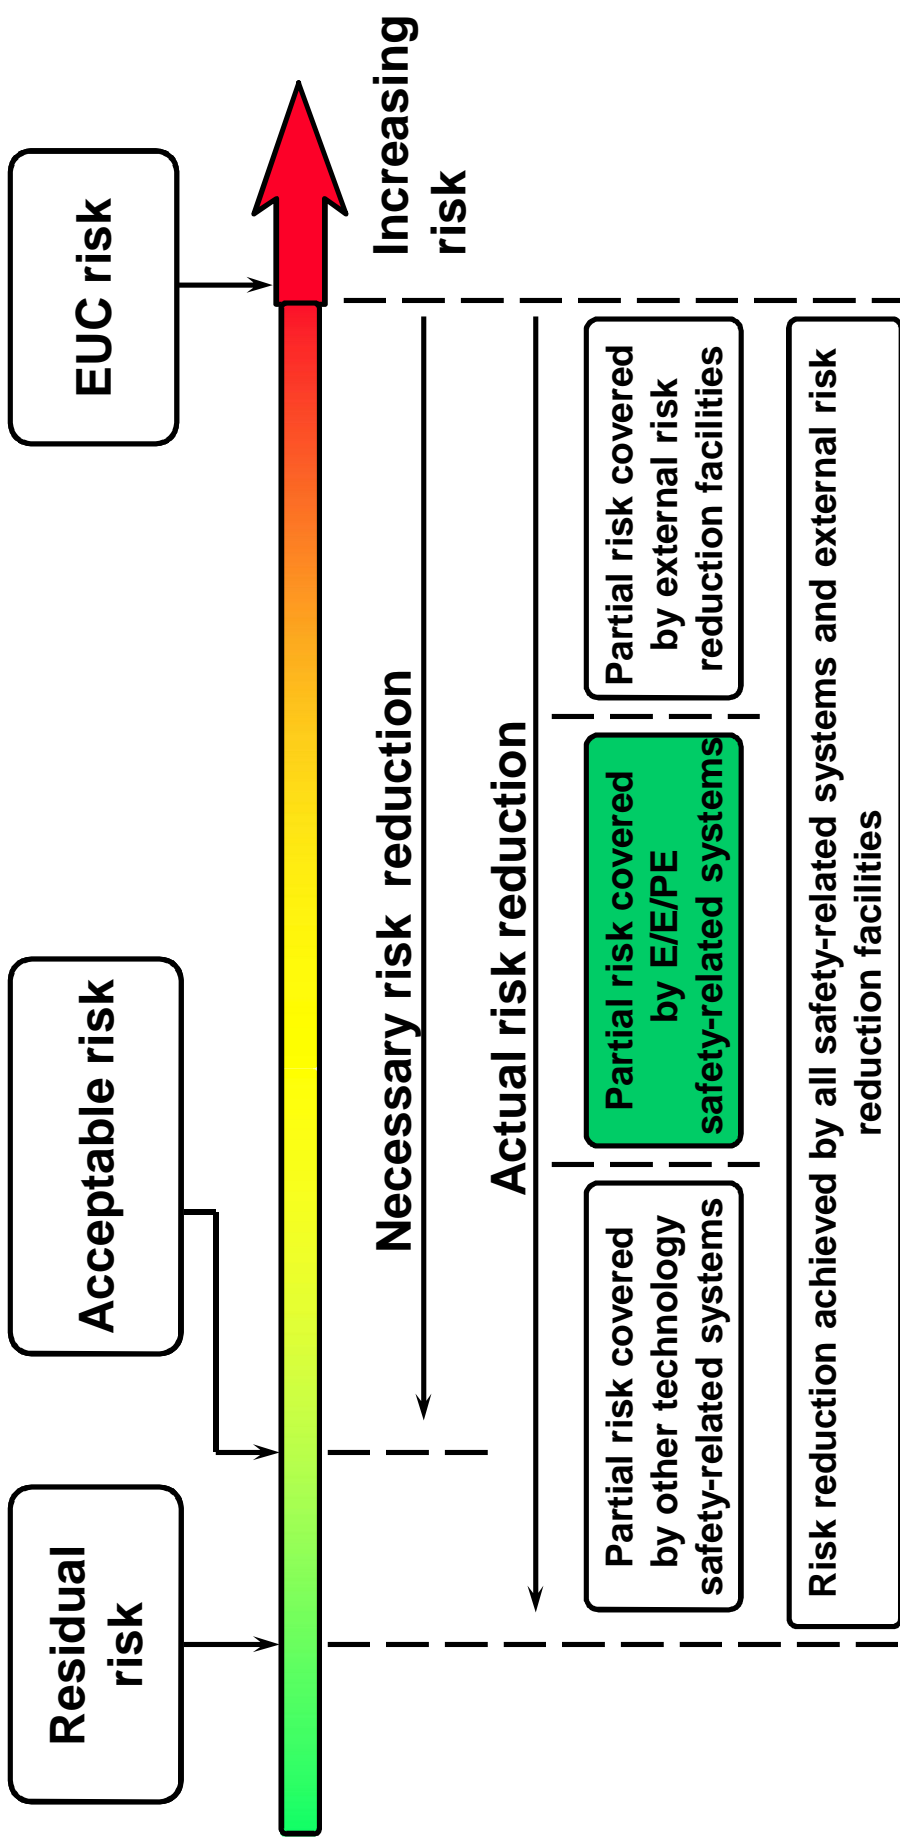 Residual
risk
Acceptable risk
EUC risk
Increasing
risk
Necessary risk reduction
Actual risk reduction
Partial risk covered
by other technology
safety-related systems
Partial risk covered
by E/E/PE
safety-related systems
Partial risk covered
by external risk
reduction facilities
Risk reduction achieved by all safety-related systems and external risk
reduction facilities